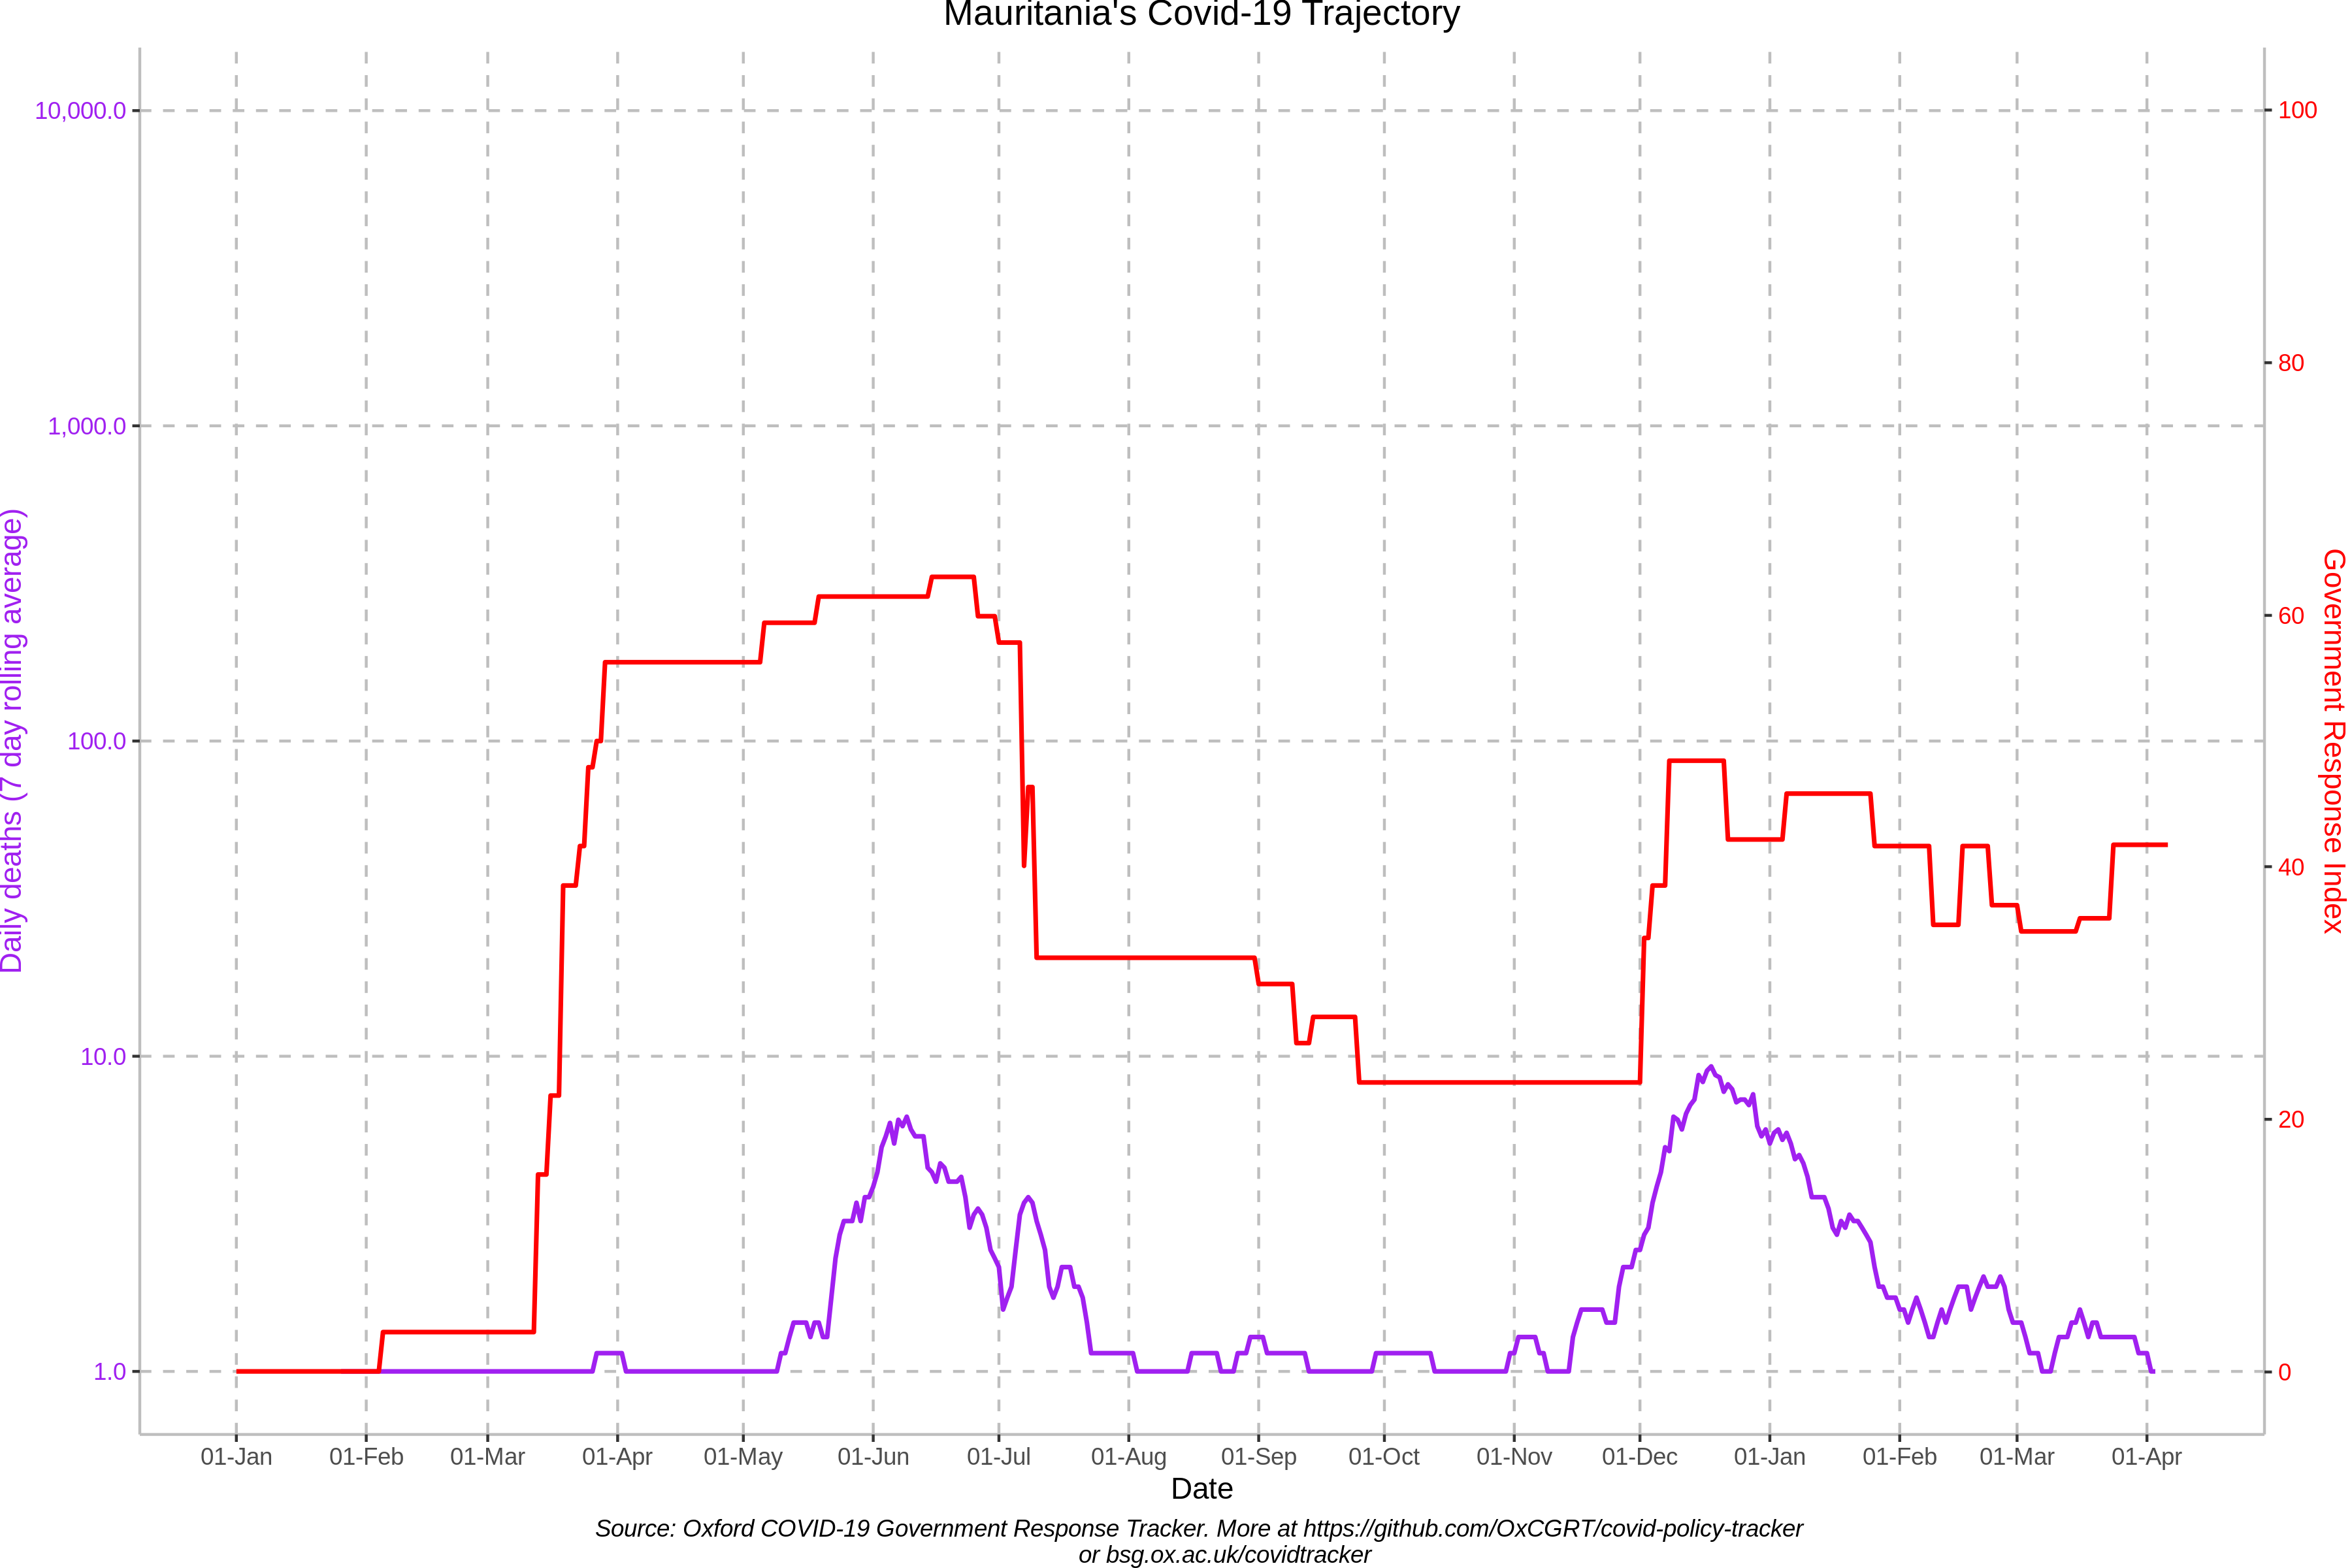 Mauritania's Covid-19 Trajectory
10,000.0
1,000.0
100.0
10.0
1.0
Daily deaths (7 day rolling average)
100
80
60
40
20
0
Government Response Index
01-Jan 01-Feb 01-Mar 01-Apr 01-May 01-Jun 01-Jul 01-Aug 01-Sep 01-Oct 01-Nov 01-Dec 01-Jan 01-Feb 01-Mar 01-Apr
Date
Source: Oxford COVID-19 Government Response Tracker. More at https://github.com/OxCGRT/covid-policy-tracker
or bsg.ox.ac.uk/covidtracker